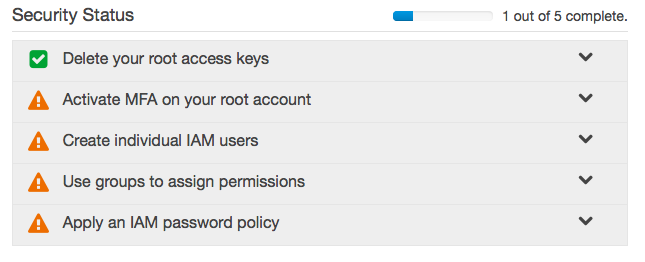 Security Status
1 out of 5 complete.
Delete your root access keys
Activate MFA on your root account
Create individual IAM users
Use groups to assign permissions
Apply an IAM password policy